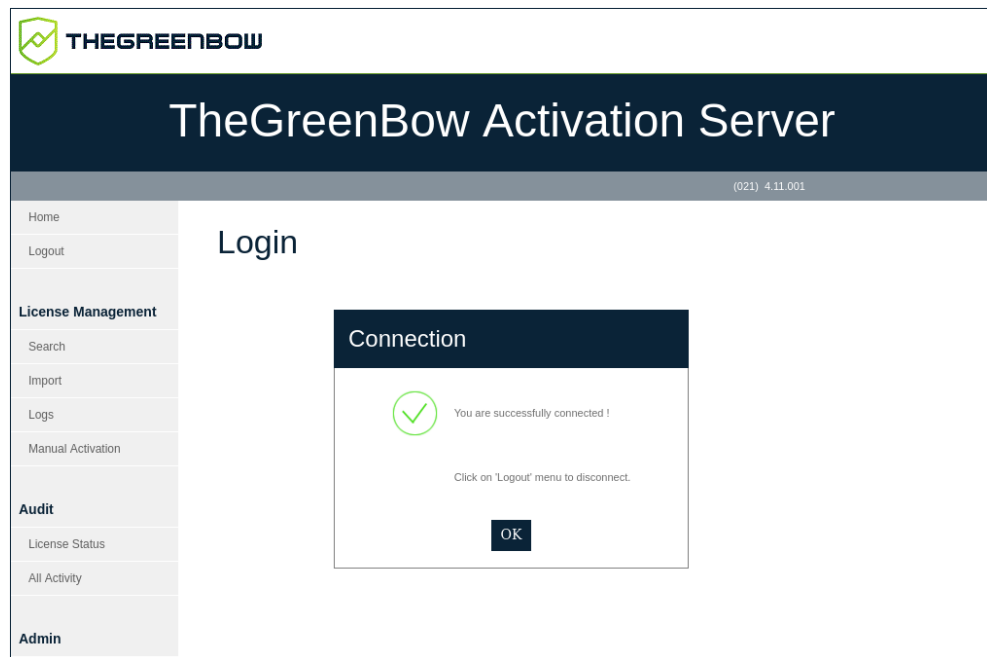 THEGREENBOW
TheGreenBow Activation Server
(021) 4.11.001
Home
Logout
License Management
Search
Import
Logs
Manual Activation
Audit
License Status
All Activity
Admin
Login
Connection
You are successfully connected !
Click on 'Logout' menu to disconnect.
OK